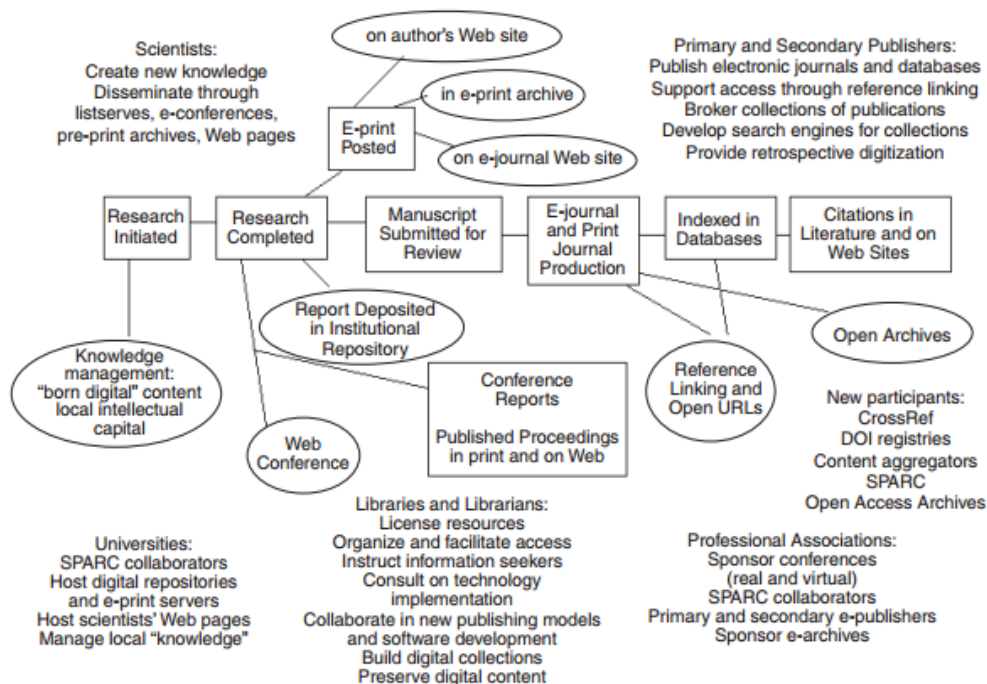 on author's Web site
Scientists:
Create new knowledge
Disseminate through
listserves, e-conferences,
pre-print archives, Web pages
Primary and Secondary Publishers:
Publish electronic journals and databases
Support access through reference linking
Broker collections of publications
Develop search engines for collections
Provide retrospective digitization
in e-print archive
E-print
Posted
on e-journal Web site
Research
Initiated
Research
Completed
Manuscript
Submitted for
Review
E-journal
and Print
Journal
Production
Indexed in
Databases
Citations in
Literature and on
Web Sites
Report Deposited
in Institutional
Repository
Open Archives
Knowledge
management:
“born digital” content
local intellectual
capital
Reference
Linking and
Open URLs
Conference
Reports
Published Proceedings
in print and on Web
Web
Conference
New participants:
CrossRef
DOI registries
Content aggregators
SPARC
Open Access Archives
Universities:
SPARC collaborators
Host digital repositories
and e-print servers
Host scientists' Web pages
Manage local “knowledge”
Libraries and Librarians:
License resources
Organize and facilitate access
Instruct information seekers
Consult on technology
implementation
Collaborate in new publishing models
and software development
Build digital collections
Preserve digital content
Professional Associations:
Sponsor conferences
(real and virtual)
SPARC collaborators
Primary and secondary e-publishers
Sponsor e-archives